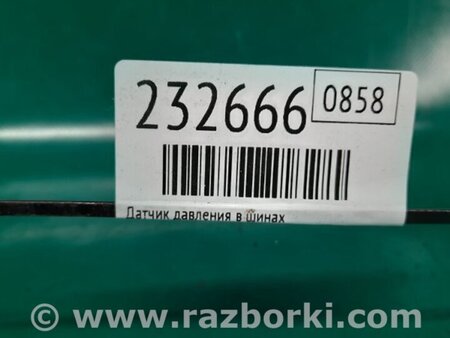 232666
0858
Датчик давления в шинах
© www.razborki.com